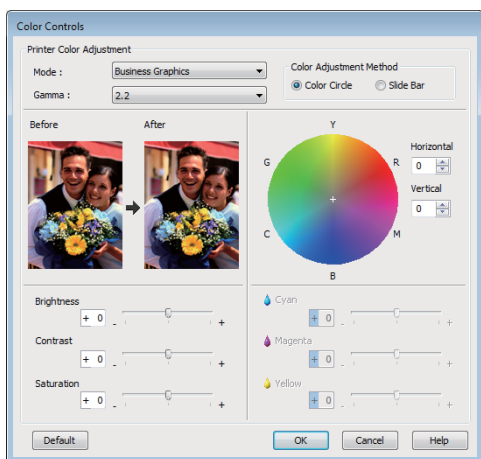 Color Controls
Printer Color Adjustment
Mode : Business Graphics
Gamma : 2.2
Color Adjustment Method
Color Circle Slide Bar
Before After
Y
G R
C M
B
Horizontal
0
Vertical
0
Brightness
+ 0 - +
Contrast
+ 0 - +
Saturation
+ 0 - +
Cyan
+ 0 - +
Magenta
+ 0 - +
Yellow
+ 0 - +
Default OK Cancel Help